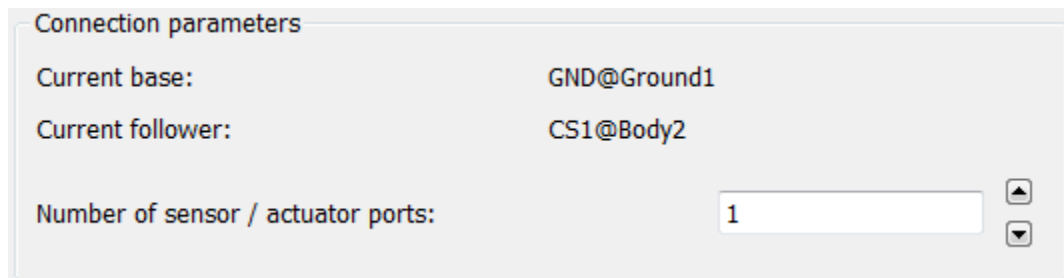 Connection parameters
Current base: GND@Ground1
Current follower: CS1@Body2
Number of sensor / actuator ports: 1